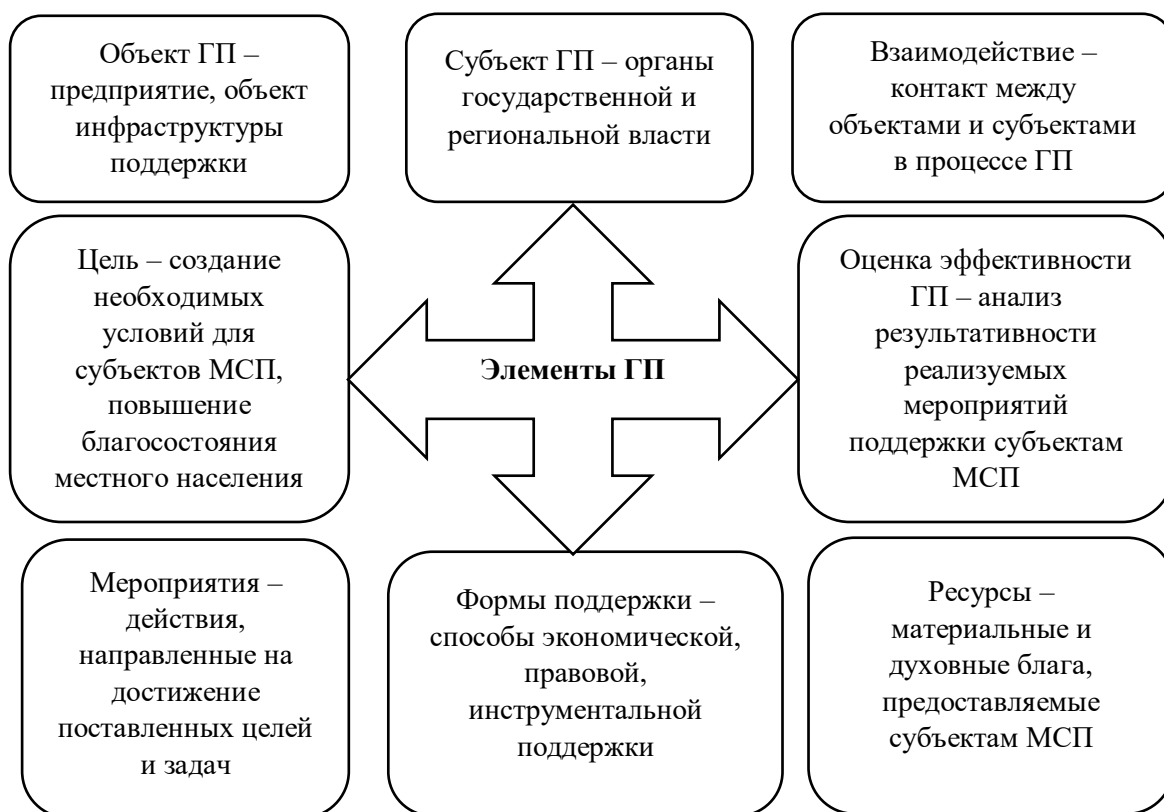 Объект ГП –
предприятие, объект
инфраструктуры
поддержки
Субъект ГП – органы
государственной и
региональной власти
Взаимодействие –
контакт между
объектами и субъектами
в процессе ГП
Цель – создание
необходимых
условий для
субъектов МСП,
повышение
благосостояния
местного населения
Элементы ГП
Оценка эффективности
ГП – анализ
результативности
реализуемых
мероприятий
поддержки субъектам
МСП
Мероприятия –
действия,
направленные на
достижение
поставленных целей
и задач
Формы поддержки –
способы экономической,
правовой,
инструментальной
поддержки
Ресурсы –
материальные и
духовные блага,
предоставляемые
субъектам МСП